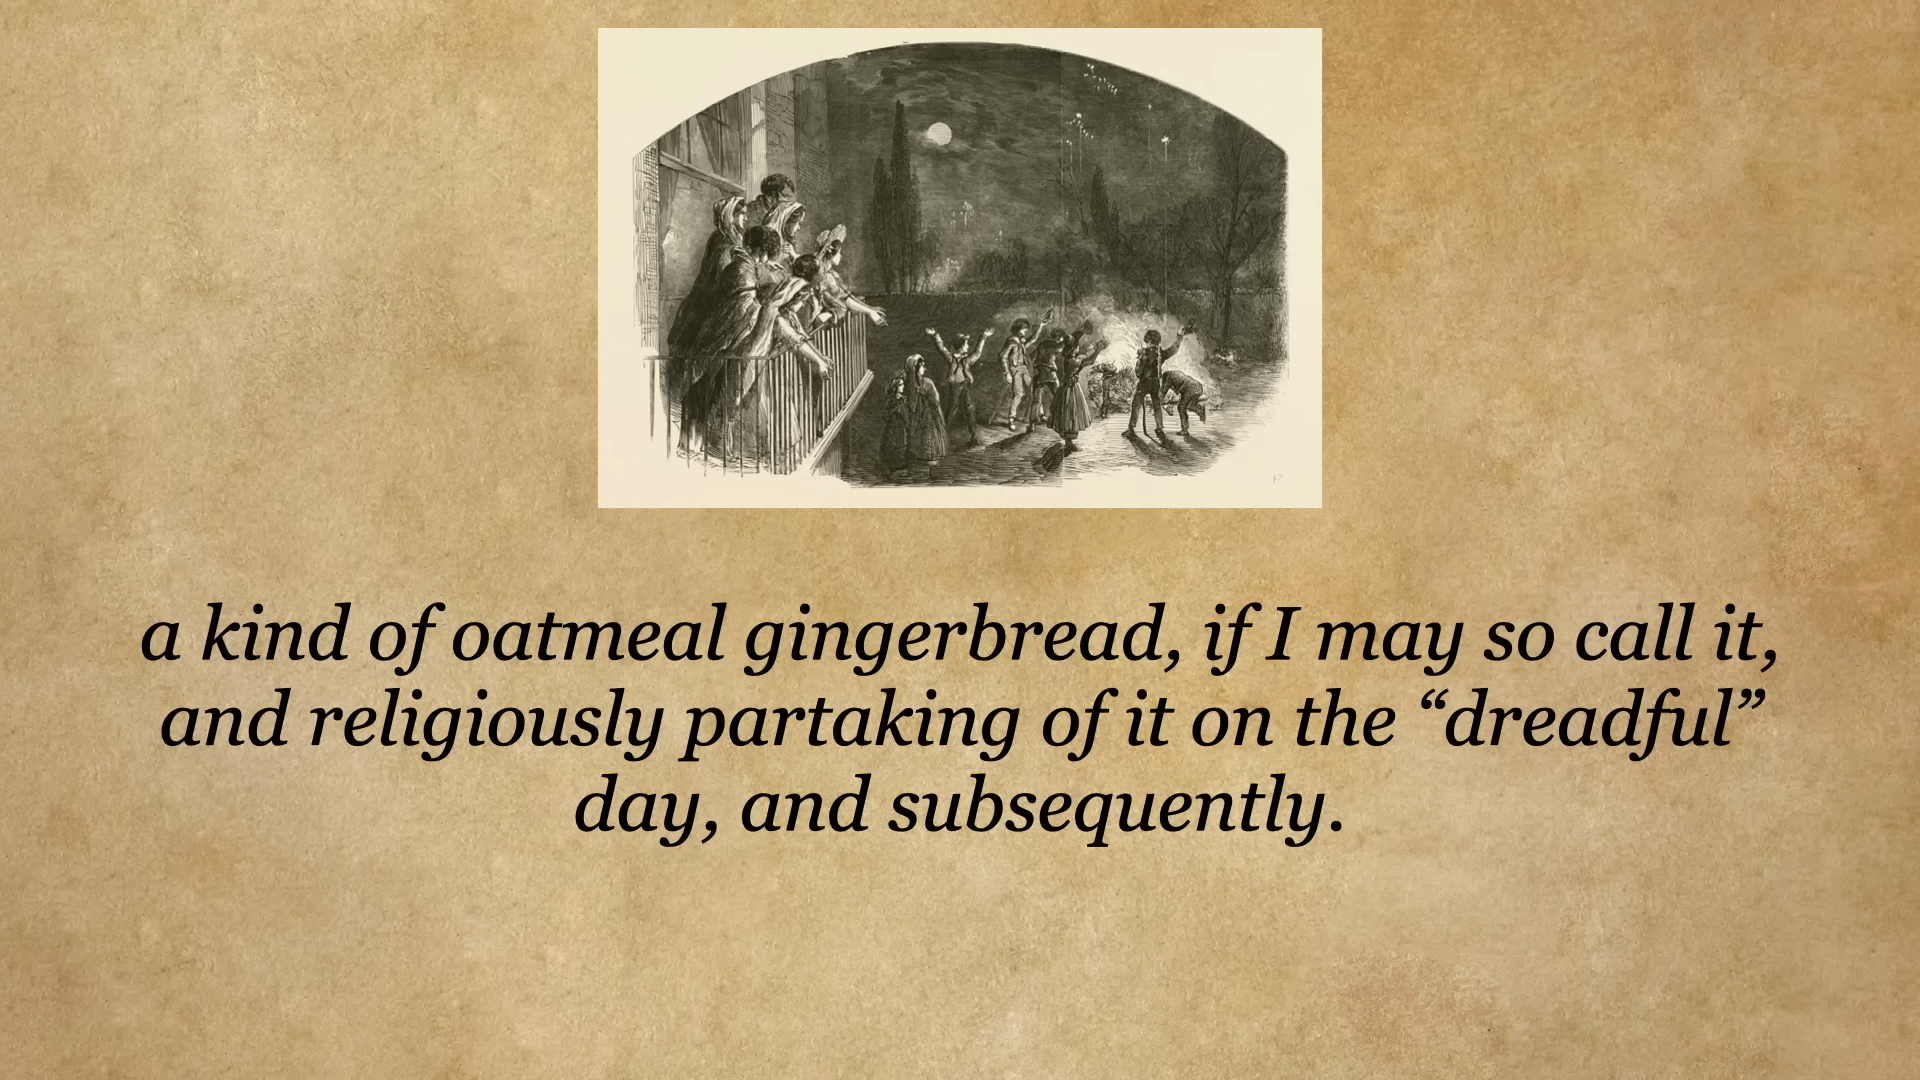 a kind of oatmeal gingerbread, if I may so call it,
and religiously partaking of it on the “dreadful”
day, and subsequently.